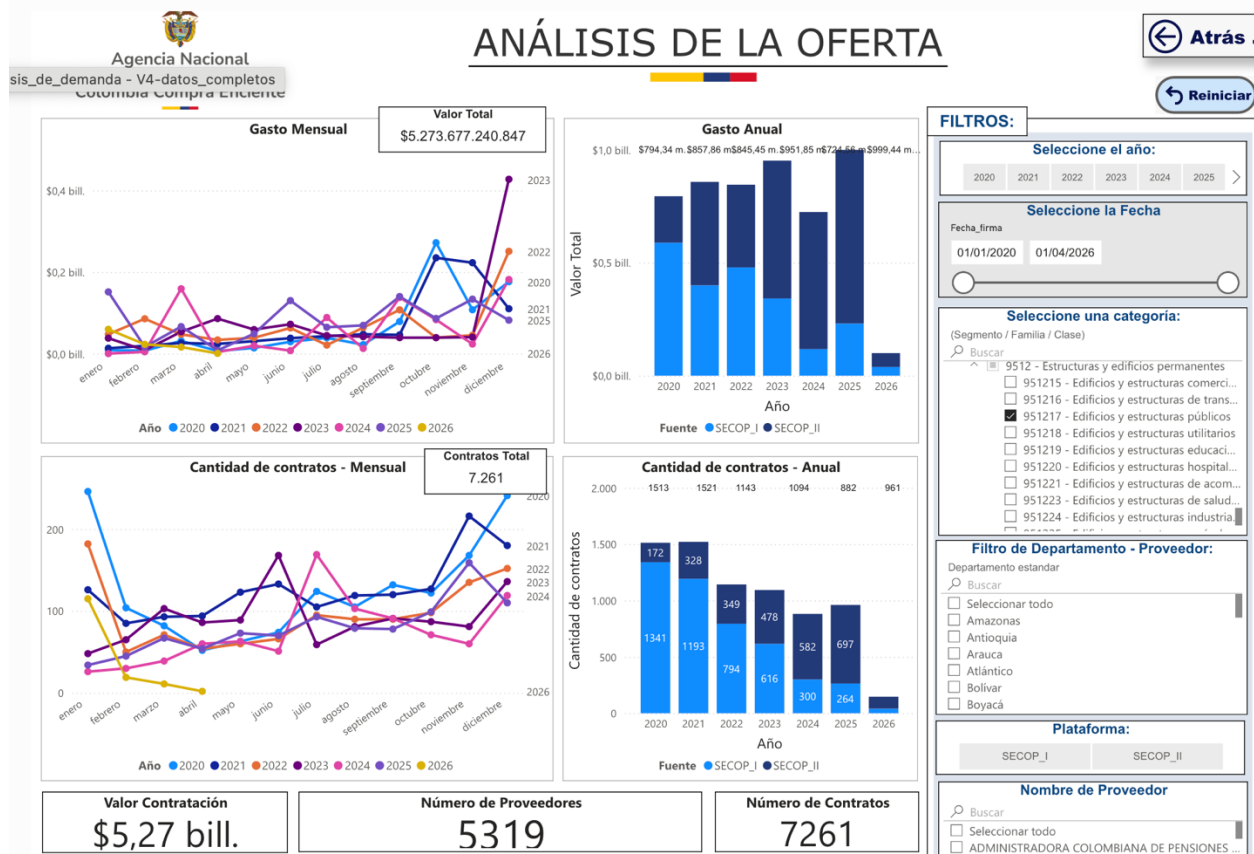 Agencia Nacional
sis_de_demanda - V4-datos_completos
Colombia Compra Eficiente
ANÁLISIS DE LA OFERTA
Atrás .
Reiniciar
Gasto Mensual
Valor Total
$5.273.677.240.847
$0,4 bill.
$0,2 bill.
$0,0 bill.
2023
2022
2020
2021
2025
2026
enero
febrero
marzo
abril
mayo
junio
julio
agosto
septiembre
octubre
noviembre
diciembre
Año 2020 2021 2022 2023 2024 2025 2026
Gasto Anual
$1,0 bill.
$794,34 m. $857,86 m $845,45 m. $951,85 m $724,56 m $999,44 m...
$0,5 bill.
$0,0 bill.
Valor Total
2020 2021 2022 2023 2024 2025 2026
Año
Fuente SECOP_I SECOP_II
Cantidad de contratos - Mensual
Contratos Total
7.261
200
100
0
2020
2021
2022
2023
2024
2026
enero
febrero
marzo
abril
mayo
junio
julio
agosto
septiembre
octubre
noviembre
diciembre
Año 2020 2021 2022 2023 2024 2025 2026
Cantidad de contratos - Anual
2.000
1513 1521 1143 1094 882 961
1.500
1.000
500
0
Cantidad de contratos
172 328 349 478 582 697
1341 1193 794 616 300 264
2020 2021 2022 2023 2024 2025 2026
Año
Fuente SECOP_I SECOP_II
Valor Contratación
$5,27 bill.
Número de Proveedores
5319
Número de Contratos
7261
FILTROS:
Seleccione el año:
2020 2021 2022 2023 2024 2025
Seleccione la Fecha
Fecha_firma
01/01/2020 01/04/2026
Seleccione una categoría:
(Segmento / Familia / Clase)
Buscar
9512 - Estructuras y edificios permanentes
951215 - Edificios y estructuras comerci...
951216 - Edificios y estructuras de trans...
951217 - Edificios y estructuras públicos
951218 - Edificios y estructuras utilitarios
951219 - Edificios y estructuras educaci...
951220 - Edificios y estructuras hospital...
951221 - Edificios y estructuras de acom...
951223 - Edificios y estructuras de salud...
951224 - Edificios y estructuras industria...
Filtro de Departamento - Proveedor:
Departamento estandar
Buscar
Seleccionar todo
Amazonas
Antioquia
Arauca
Atlántico
Bolívar
Boyacá
Plataforma:
SECOP_I SECOP_II
Nombre de Proveedor
Buscar
Seleccionar todo
ADMINISTRADORA COLOMBIANA DE PENSIONES ...